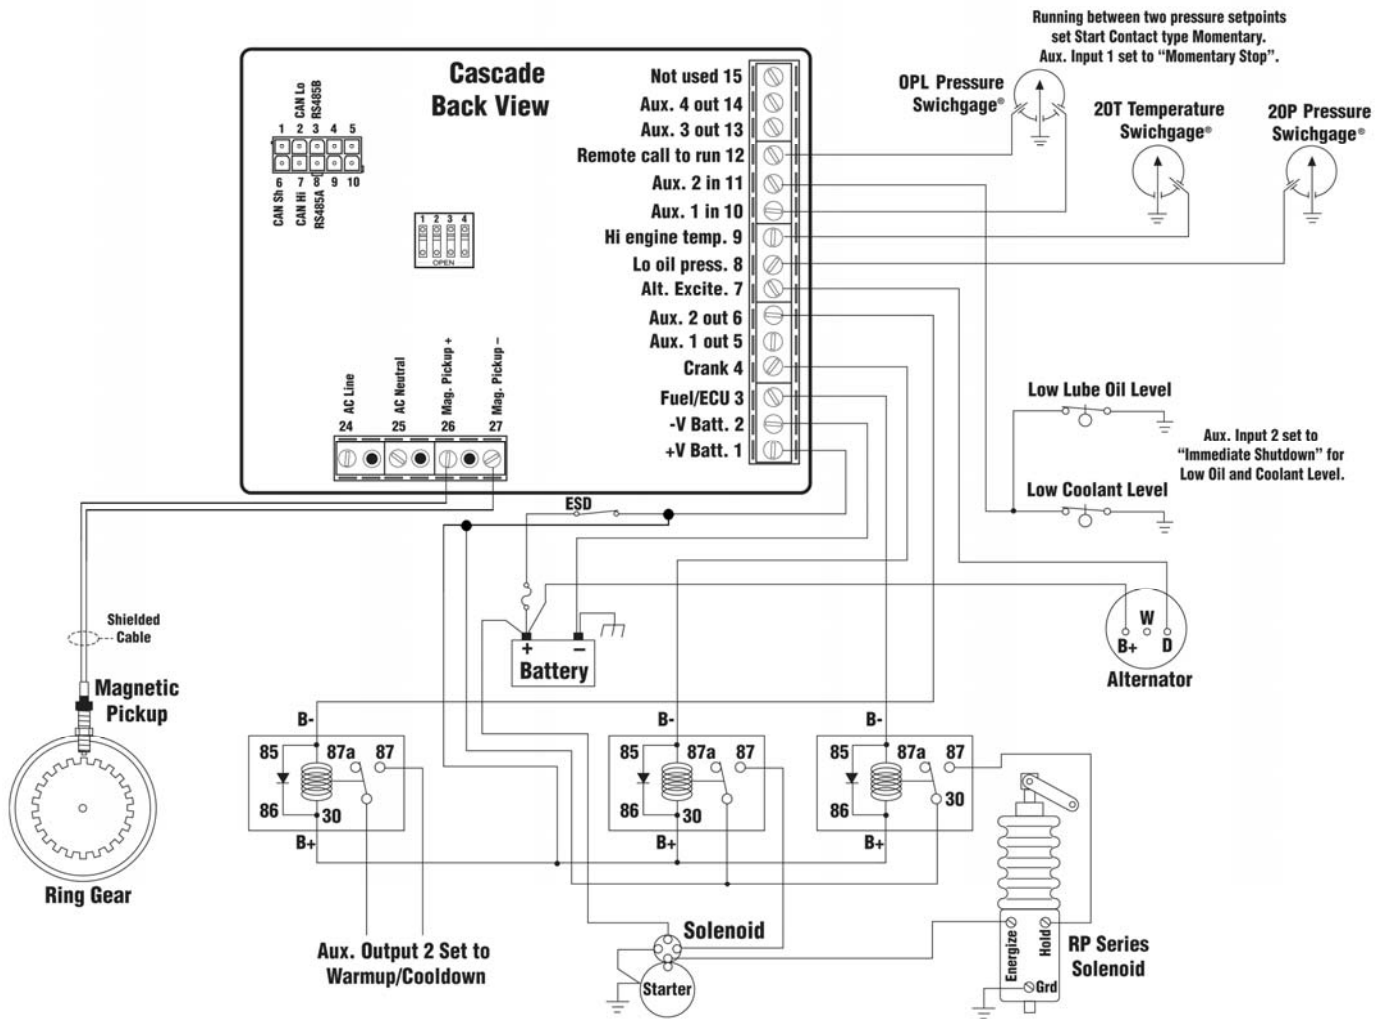 Running between two pressure setpoints
set Start Contact type Momentary.
Aux. Input 1 set to “Momentary Stop”.
Cascade
Back View
OPL Pressure
Swichgage®
20T Temperature
Swichgage®
20P Pressure
Swichgage®
CAN Lo
RS485B
1 2 3 4 5
6 7 8 9 10
CAN Sh
CAN Hi
RS485A
1 2 3 4
OPEN
Not used 15
Aux. 4 out 14
Aux. 3 out 13
Remote call to run 12
Aux. 2 in 11
Aux. 1 in 10
Hi engine temp. 9
Lo oil press. 8
Alt. Excite. 7
Aux. 2 out 6
Aux. 1 out 5
Crank 4
Fuel/ECU 3
-V Batt. 2
+V Batt. 1
AC Line
AC Neutral
Mag. Pickup +
Mag. Pickup –
24 25 26 27
Low Lube Oil Level
Aux. Input 2 set to
“Immediate Shutdown” for
Low Oil and Coolant Level.
Low Coolant Level
ESD
Shielded
Cable
+ –
Battery
W
B+ D
Alternator
Magnetic
Pickup
Ring Gear
B-
85 87a 87
86 30
B+
B-
85 87a 87
86 30
B+
B-
85 87a 87
86 30
B+
Aux. Output 2 Set to
Warmup/Cooldown
Solenoid
Starter
Energize
Hold
Grd
RP Series
Solenoid